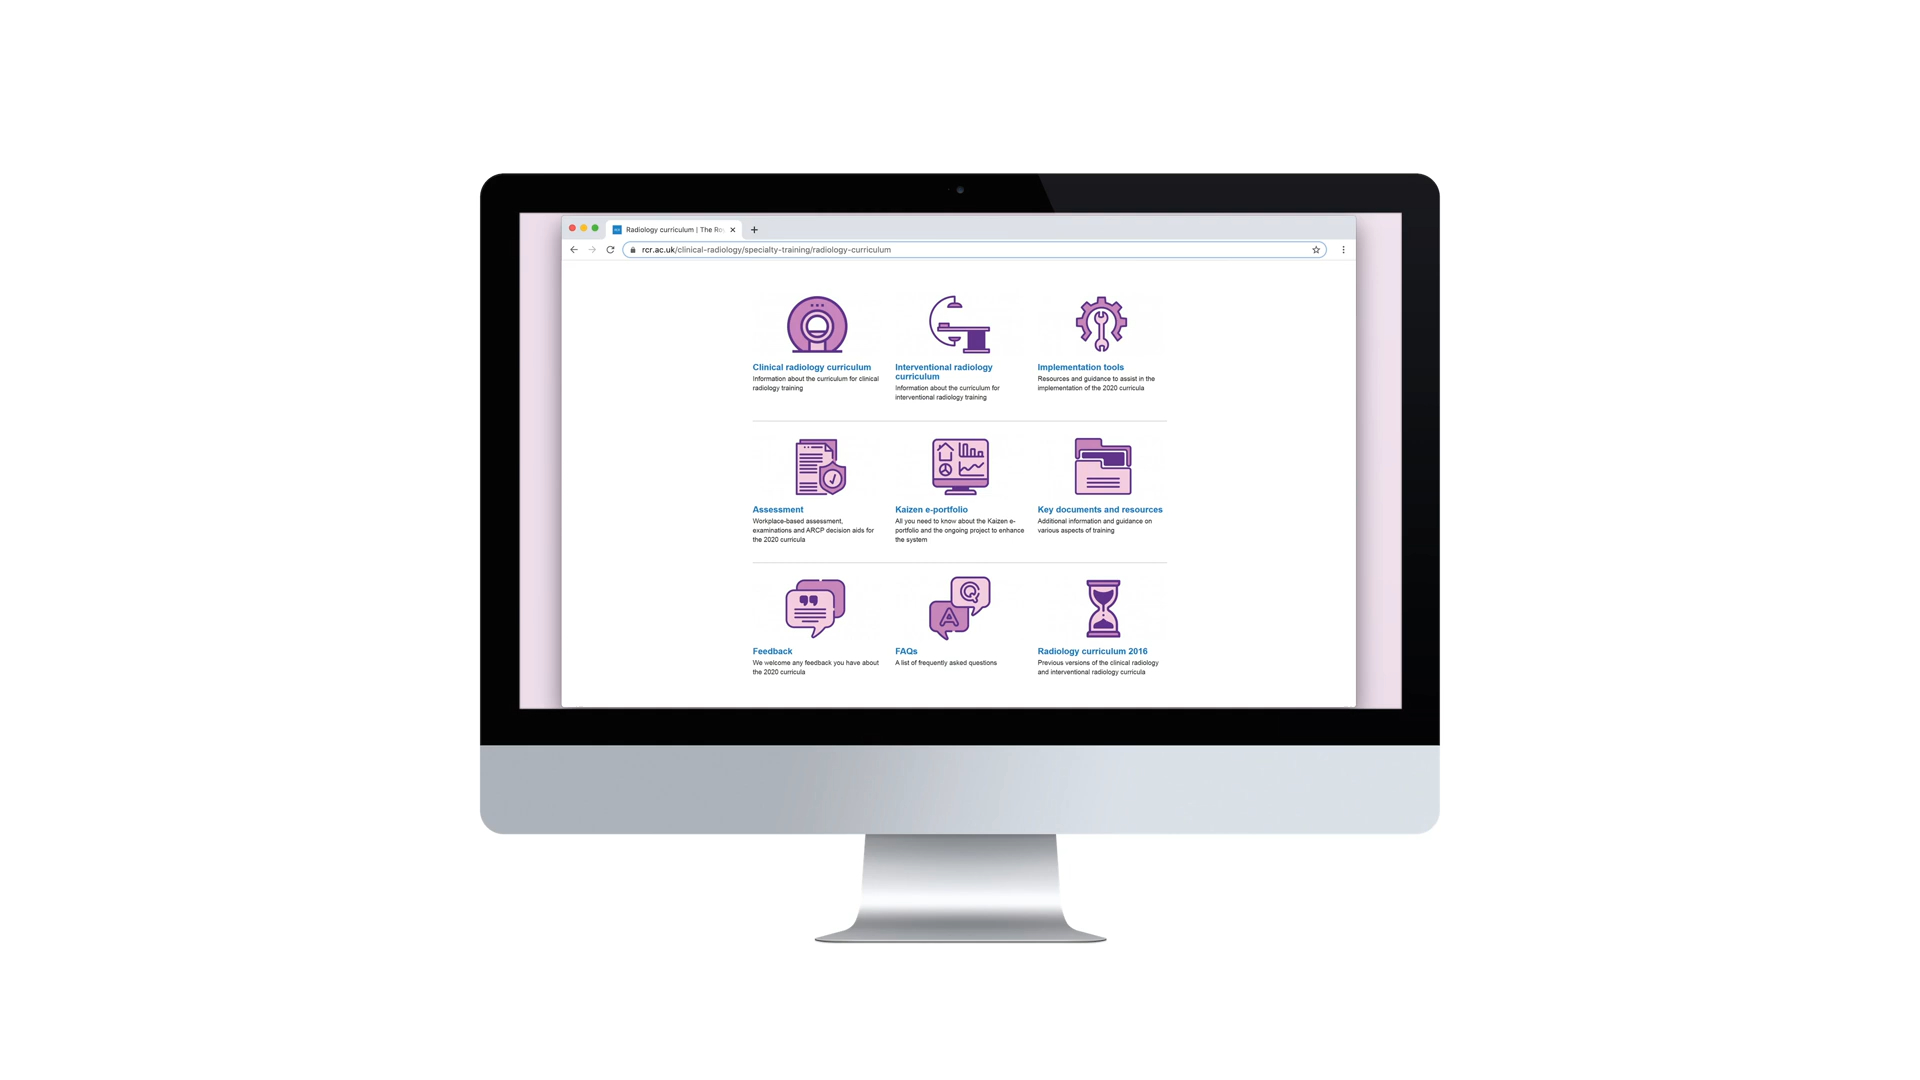 Radiology curriculum | The Ro
rcr.ac.uk/clinical-radiology/specialty-training/radiology-curriculum
Clinical radiology curriculum
Information about the curriculum for clinical
radiology training
Interventional radiology
curriculum
Information about the curriculum for
interventional radiology training
Implementation tools
Resources and guidance to assist in the
implementation of the 2020 curricula
Assessment
Workplace-based assessment,
examinations and ARCP decision aids for
the 2020 curricula
Kaizen e-portfolio
All you need to know about the Kaizen e-
portfolio and the ongoing project to enhance
the system
Key documents and resources
Additional information and guidance on
various aspects of training
Feedback
We welcome any feedback you have about
the 2020 curricula
Q
A
FAQs
A list of frequently asked questions
Radiology curriculum 2016
Previous versions of the clinical radiology
and interventional radiology curricula